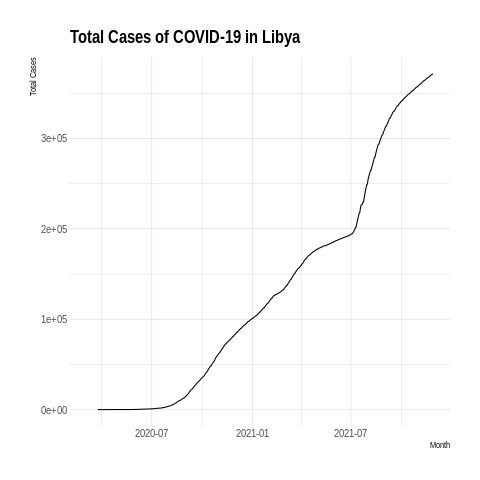 Total Cases of COVID-19 in Libya
Total Cases
3e+05
2e+05
1e+05
0e+00
2020-07
2021-01
2021-07
Month